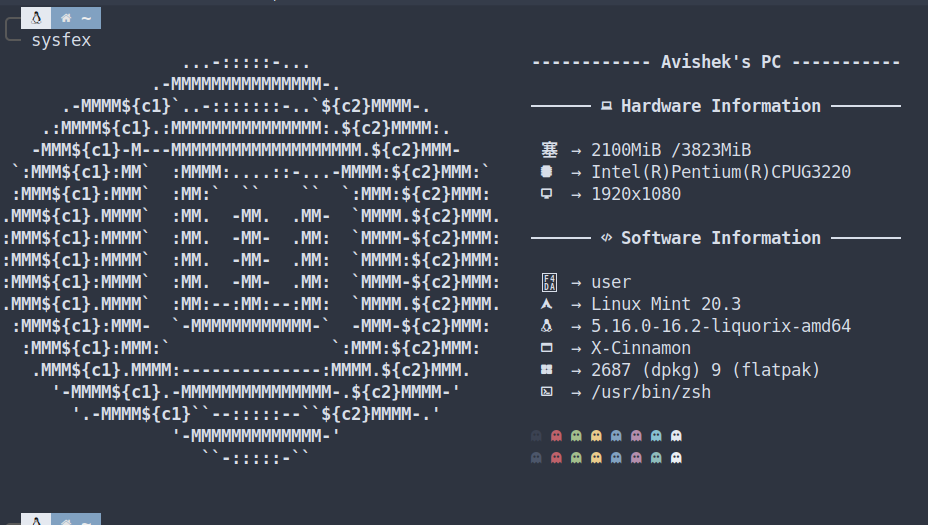 ~
sysfex
...-:::::-...
.-MMMMMMMMMMMMMMM-.
.-MMMM${c1}`..-:::::::-..`${c2}MMMM-.
.:MMMM${c1}.:MMMMMMMMMMMMMMM:.${c2}MMMM:.
-MMM${c1}-M---MMMMMMMMMMMMMMMMMMM.${c2}MMM-
`:MMM${c1}:MM`  :MMMM:....::-...-MMMM:${c2}MMM:`
:MMM${c1}:MMM`  :MM:`  ``    ``  `:MMM:${c2}MMM:
.MMM${c1}.MMMM`  :MM.  -MM.  .MM-  `MMMM.${c2}MMM.
:MMM${c1}:MMMM`  :MM.  -MM-  .MM:  `MMMM-${c2}MMM:
:MMM${c1}:MMMM`  :MM.  -MM-  .MM:  `MMMM:${c2}MMM:
:MMM${c1}:MMMM`  :MM.  -MM-  .MM:  `MMMM-${c2}MMM:
.MMM${c1}.MMMM`  :MM:--:MM:--:MM:  `MMMM.${c2}MMM.
:MMM${c1}:MMM-  `-MMMMMMMMMMMM-`  -MMM-${c2}MMM:
:MMM${c1}:MMM:`                `:MMM:${c2}MMM:
.MMM${c1}.MMMM:--------------:MMMM.${c2}MMM.
'-MMMM${c1}.-MMMMMMMMMMMMMMM-.${c2}MMMM-'
'.-MMMM${c1}``--:::::--``${c2}MMMM-.'
'-MMMMMMMMMMMMM-'
``-:::::-``
------------ Avishek's PC -----------
Hardware Information
塞 → 2100MiB /3823MiB
→ Intel(R)Pentium(R)CPUG3220
→ 1920x1080
</> Software Information
F4DA → user
→ Linux Mint 20.3
→ 5.16.0-16.2-liquorix-amd64
→ X-Cinnamon
→ 2687 (dpkg) 9 (flatpak)
→ /usr/bin/zsh
~